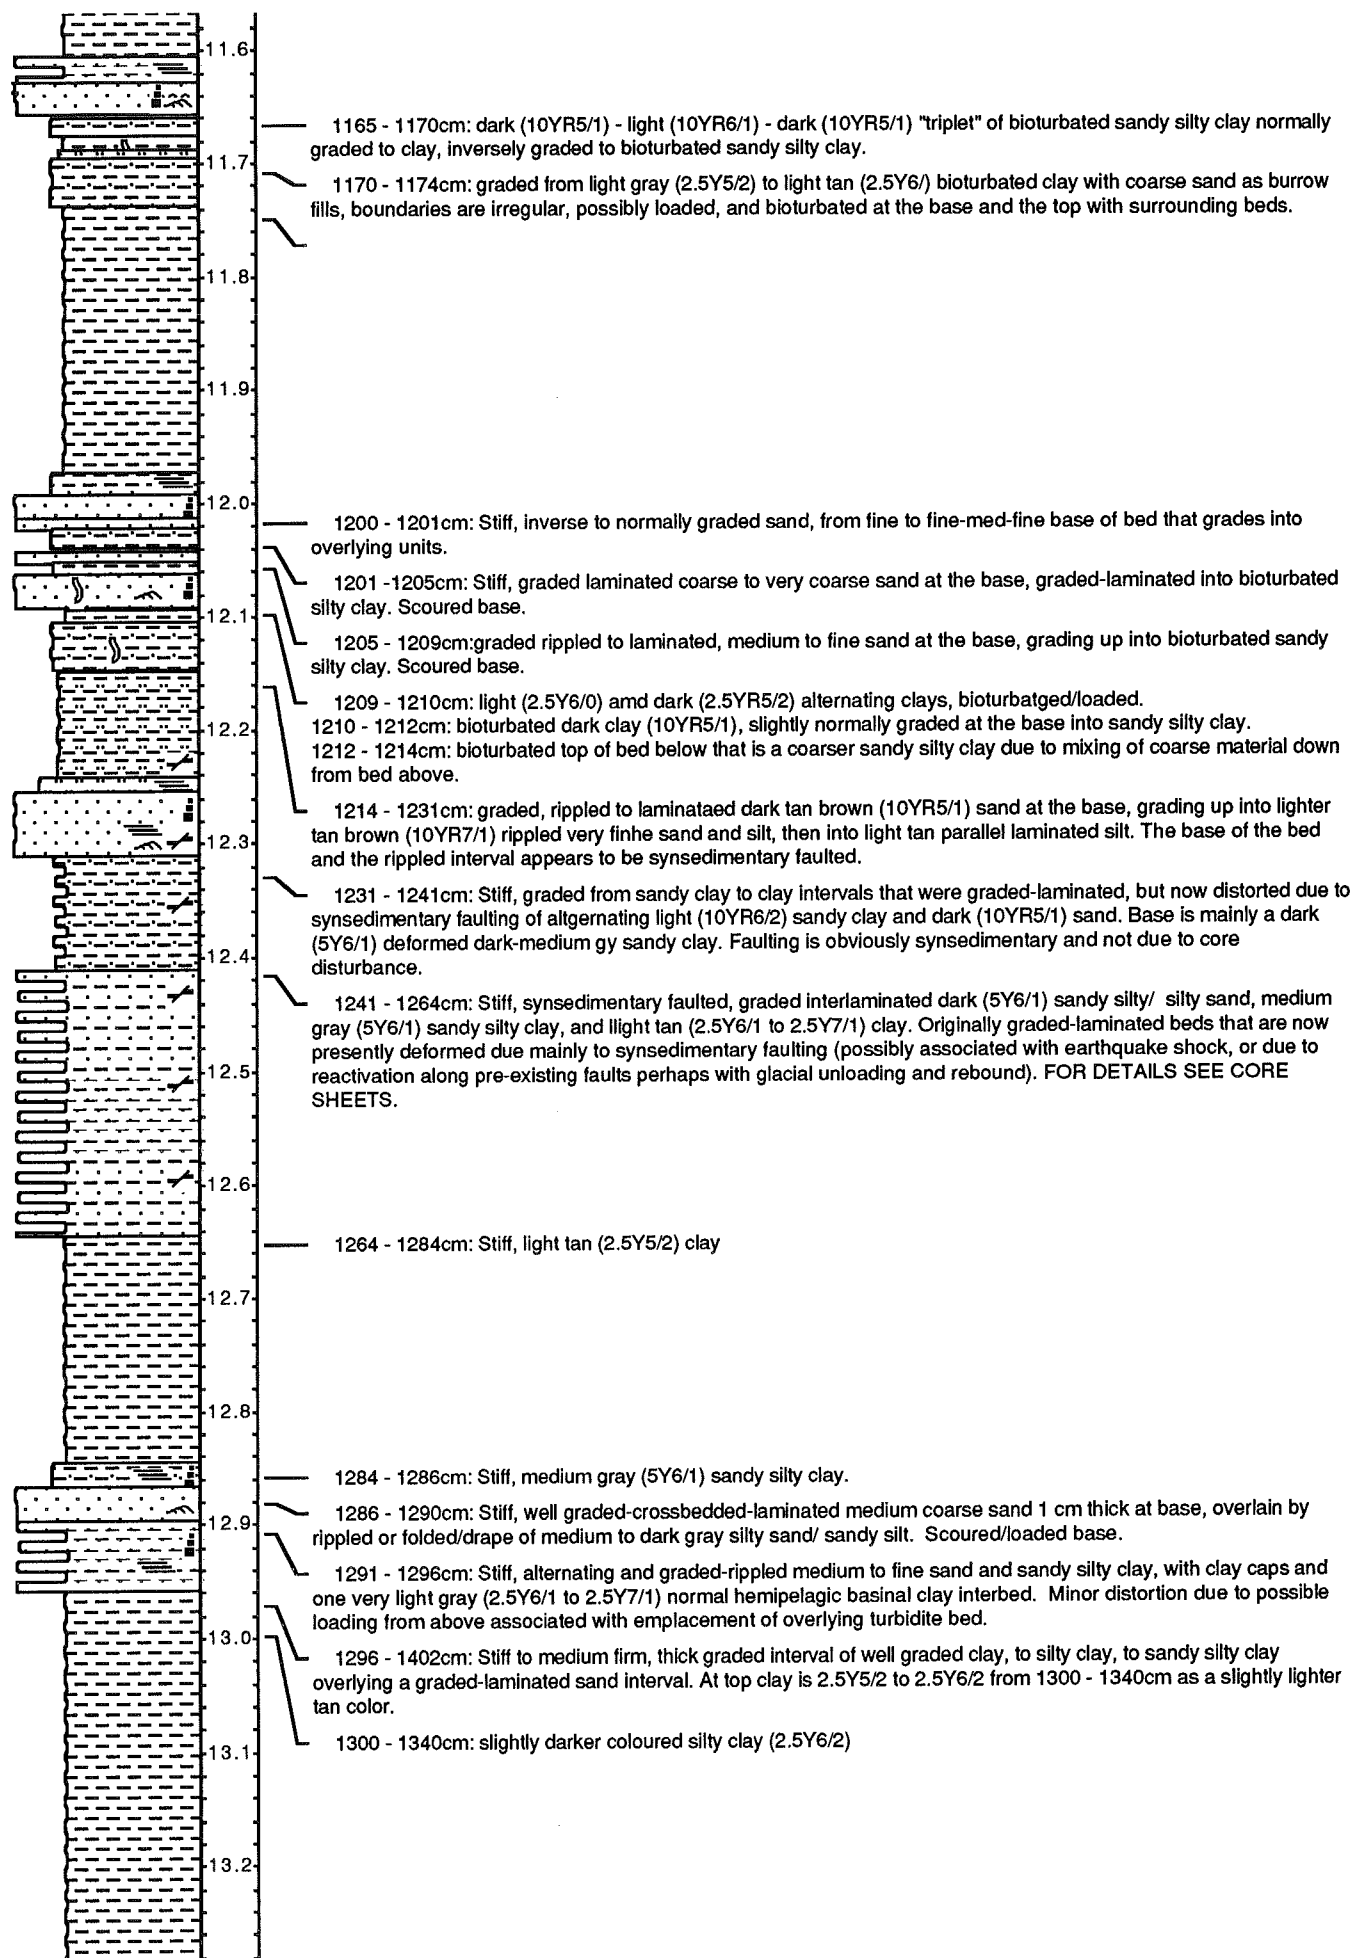 11.6
1165 - 1170cm: dark (10YR5/1) - light (10YR6/1) - dark (10YR5/1) "triplet" of bioturbated sandy silty clay normally
graded to clay, inversely graded to bioturbated sandy silty clay.
11.7
1170 - 1174cm: graded from light gray (2.5Y5/2) to light tan (2.5Y6/) bioturbated clay with coarse sand as burrow
fills, boundaries are irregular, possibly loaded, and bioturbated at the base and the top with surrounding beds.
11.8
11.9
12.0
1200 - 1201cm: Stiff, inverse to normally graded sand, from fine to fine-med-fine base of bed that grades into
overlying units.
1201 -1205cm: Stiff, graded laminated coarse to very coarse sand at the base, graded-laminated into bioturbated
silty clay. Scoured base.
12.1
1205 - 1209cm:graded rippled to laminated, medium to fine sand at the base, grading up into bioturbated sandy
silty clay. Scoured base.
1209 - 1210cm: light (2.5Y6/0) amd dark (2.5YR5/2) alternating clays, bioturbatged/loaded.
1210 - 1212cm: bioturbated dark clay (10YR5/1), slightly normally graded at the base into sandy silty clay.
12.2
1212 - 1214cm: bioturbated top of bed below that is a coarser sandy silty clay due to mixing of coarse material down
from bed above.
1214 - 1231cm: graded, rippled to laminataed dark tan brown (10YR5/1) sand at the base, grading up into lighter
tan brown (10YR7/1) rippled very finhe sand and silt, then into light tan parallel laminated silt. The base of the bed
12.3
and the rippled interval appears to be synsedimentary faulted.
1231 - 1241cm: Stiff, graded from sandy clay to clay intervals that were graded-laminated, but now distorted due to
synsedimentary faulting of altgernating light (10YR6/2) sandy clay and dark (10YR5/1) sand. Base is mainly a dark
(5Y6/1) deformed dark-medium gy sandy clay. Faulting is obviously synsedimentary and not due to core
12.4
disturbance.
1241 - 1264cm: Stiff, synsedimentary faulted, graded interlaminated dark (5Y6/1) sandy silty/ silty sand, medium
gray (5Y6/1) sandy silty clay, and llight tan (2.5Y6/1 to 2.5Y7/1) clay. Originally graded-laminated beds that are now
presently deformed due mainly to synsedimentary faulting (possibly associated with earthquake shock, or due to
12.5
reactivation along pre-existing faults perhaps with glacial unloading and rebound). FOR DETAILS SEE CORE
SHEETS.
12.6
1264 - 1284cm: Stiff, light tan (2.5Y5/2) clay
12.7
12.8
1284 - 1286cm: Stiff, medium gray (5Y6/1) sandy silty clay.
1286 - 1290cm: Stiff, well graded-crossbedded-laminated medium coarse sand 1 cm thick at base, overlain by
12.9
rippled or folded/drape of medium to dark gray silty sand/ sandy silt. Scoured/loaded base.
1291 - 1296cm: Stiff, alternating and graded-rippled medium to fine sand and sandy silty clay, with clay caps and
one very light gray (2.5Y6/1 to 2.5Y7/1) normal hemipelagic basinal clay interbed. Minor distortion due to possible
loading from above associated with emplacement of overlying turbidite bed.
13.0
1296 - 1402cm: Stiff to medium firm, thick graded interval of well graded clay, to silty clay, to sandy silty clay
overlying a graded-laminated sand interval. At top clay is 2.5Y5/2 to 2.5Y6/2 from 1300 - 1340cm as a slightly lighter
tan color.
1300 - 1340cm: slightly darker coloured silty clay (2.5Y6/2)
13.1
13.2